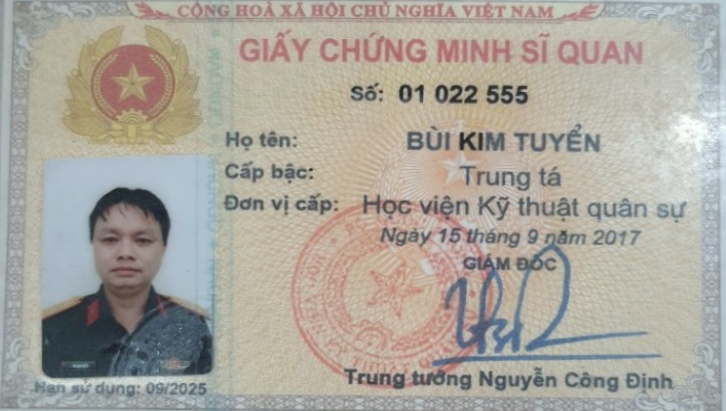 CỘNG HOÀ XÃ HỘI CHỦ NGHĨA VIỆT NAM
GIẤY CHỨNG MINH SĨ QUAN
Số: 01 022 555
Họ tên: BÙI KIM TUYỂN
Cấp bậc: Trung tá
Đơn vị cấp: Học viện Kỹ thuật quân sự
Ngày 15 tháng 9 năm 2017
GIÁM ĐỐC
Trung tướng Nguyễn Công Định
Hạn sử dụng: 09/2025